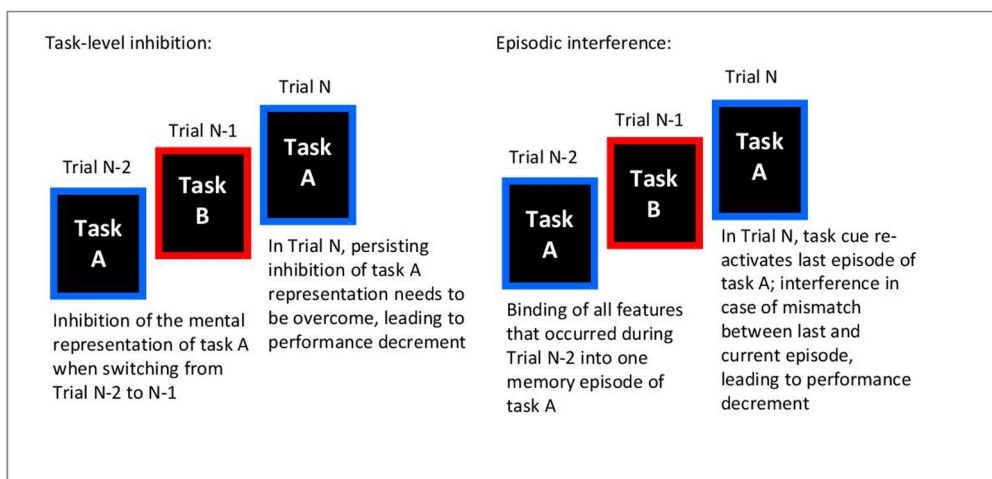 Task-level inhibition:
Trial N-2
Task
A
Inhibition of the mental
representation of task A
when switching from
Trial N-2 to N-1
Trial N-1
Task
B
Trial N
Task
A
In Trial N, persisting
inhibition of task A
representation needs to
be overcome, leading to
performance decrement
Episodic interference:
Trial N-2
Task
A
Binding of all features
that occurred during
Trial N-2 into one
memory episode of
task A
Trial N-1
Task
B
Trial N
Task
A
In Trial N, task cue re-
activates last episode of
task A; interference in
case of mismatch
between last and
current episode,
leading to performance
decrement